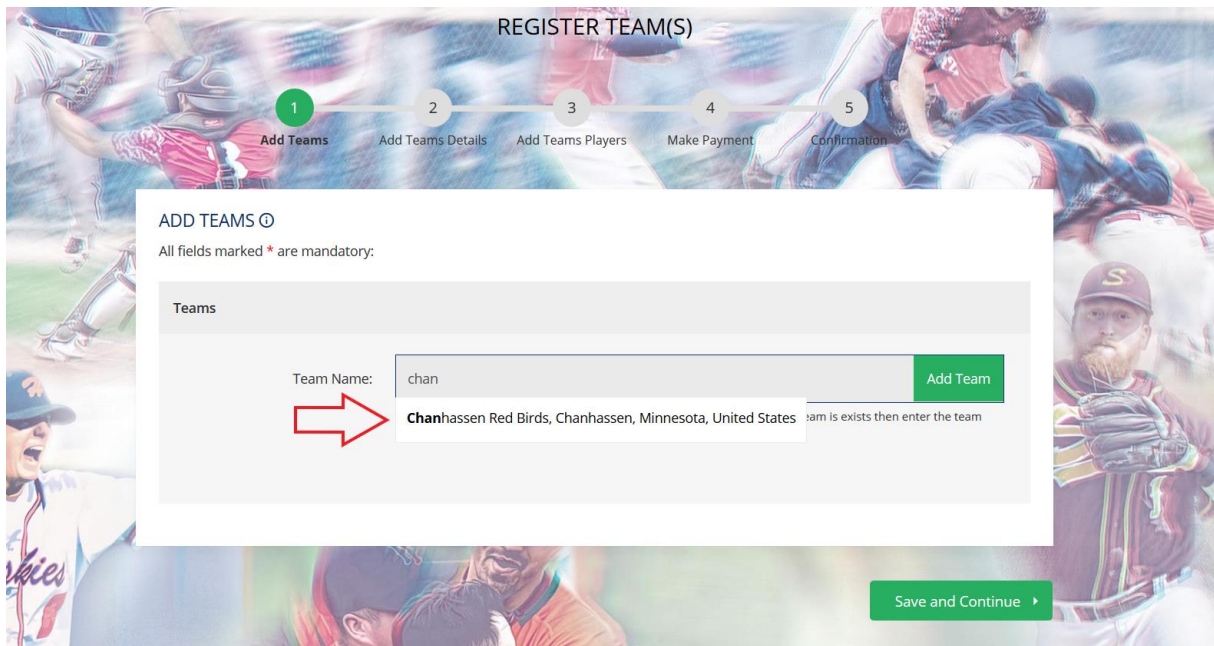 REGISTER TEAM(S)
1
2
3
4
5
Add Teams
Add Teams Details
Add Teams Players
Make Payment
Confirmation
ADD TEAMS
All fields marked * are mandatory:
Teams
Team Name:
chan
Add Team
Chanhassen Red Birds, Chanhassen, Minnesota, United States
is exists then enter the team
S
Save and Continue